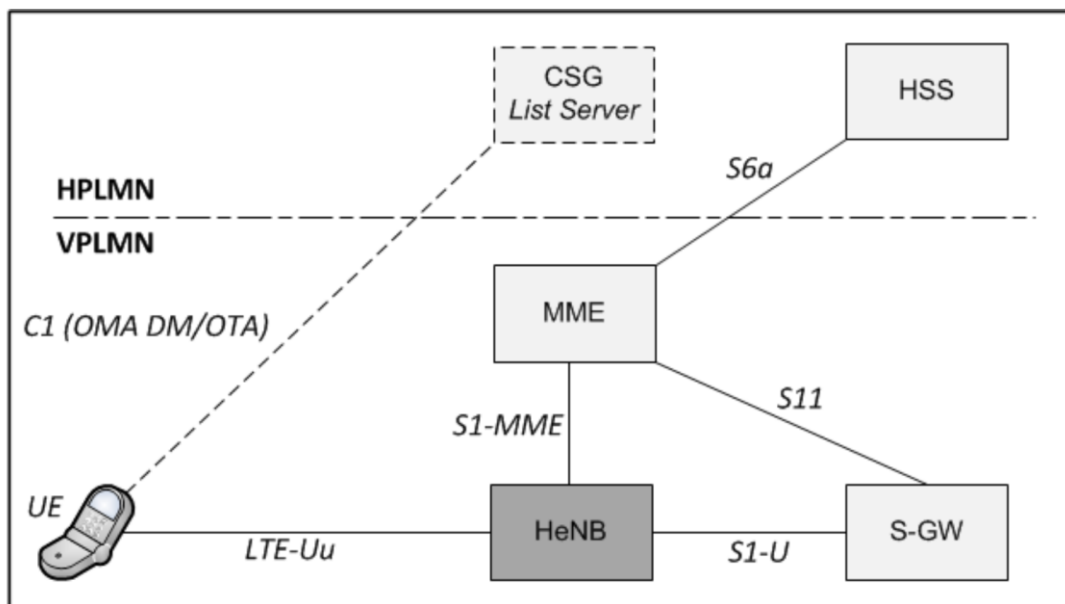 CSG
List Server
HSS
S6a
HPLMN
VPLMN
MME
C1 (OMA DM/OTA)
S11
S1-MME
UE
HeNB
S-GW
LTE-Uu
S1-U